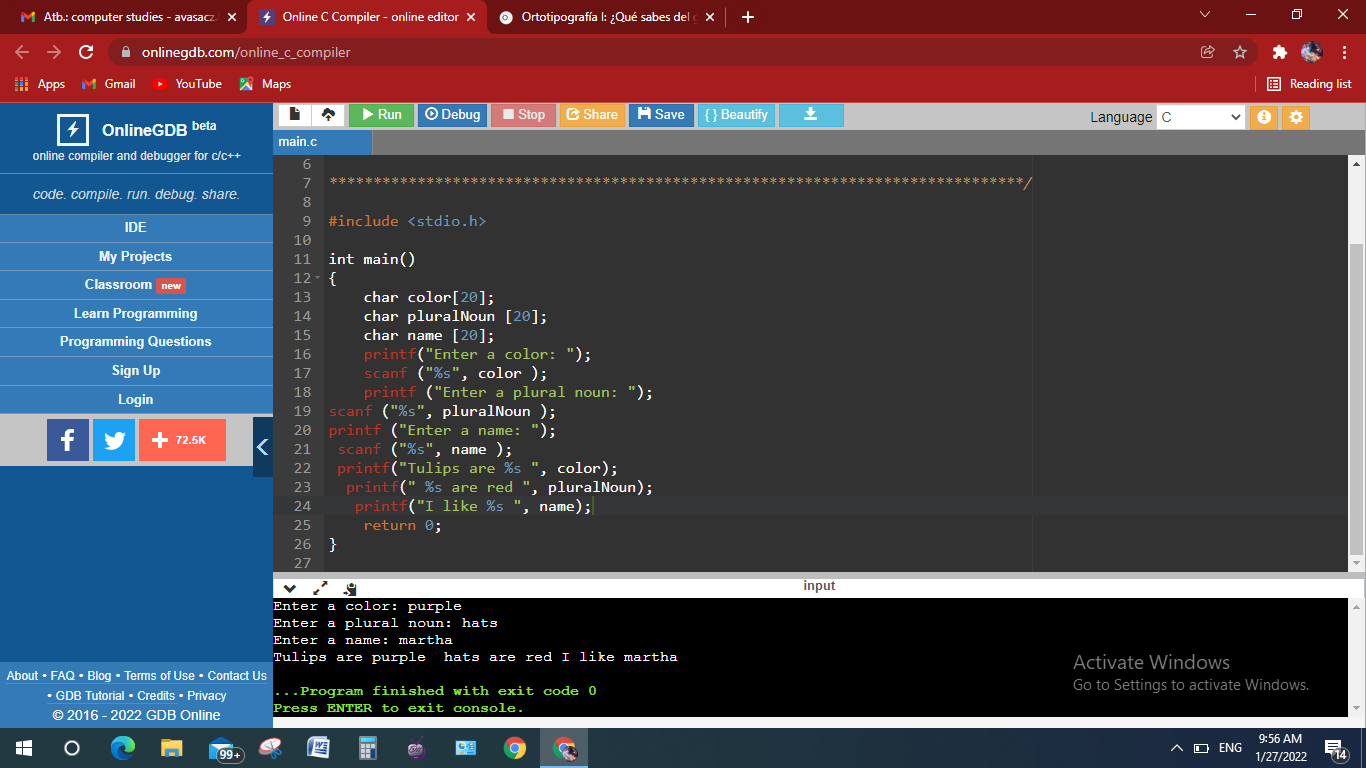 Atb.: computer studies - avasacz.
Online C Compiler - online editor
Ortotipografía I: ¿Qué sabes del g
onlinegdb.com/online_c_compiler
Apps
Gmail
YouTube
Maps
Reading list
OnlineGDB beta
online compiler and debugger for c/c++
code. compile. run. debug. share.
IDE
My Projects
Classroom new
Learn Programming
Programming Questions
Sign Up
Login
72.5K
About • FAQ • Blog • Terms of Use • Contact Us
• GDB Tutorial • Credits • Privacy
© 2016 - 2022 GDB Online
Run
Debug
Stop
Share
Save
{ } Beautify
Language C
main.c
6
7 *******************************************************************************/
8
9 #include <stdio.h>
10
11 int main()
12 {
13     char color[20];
14     char pluralNoun [20];
15     char name [20];
16     printf("Enter a color: ");
17     scanf ("%s", color );
18     printf ("Enter a plural noun: ");
19 scanf ("%s", pluralNoun );
20 printf ("Enter a name: ");
21  scanf ("%s", name );
22  printf("Tulips are %s ", color);
23   printf(" %s are red ", pluralNoun);
24    printf("I like %s ", name);
25     return 0;
26 }
27
input
Enter a color: purple
Enter a plural noun: hats
Enter a name: martha
Tulips are purple  hats are red I like martha
...Program finished with exit code 0
Press ENTER to exit console.
Activate Windows
Go to Settings to activate Windows.
99+
ENG
9:56 AM
1/27/2022
14